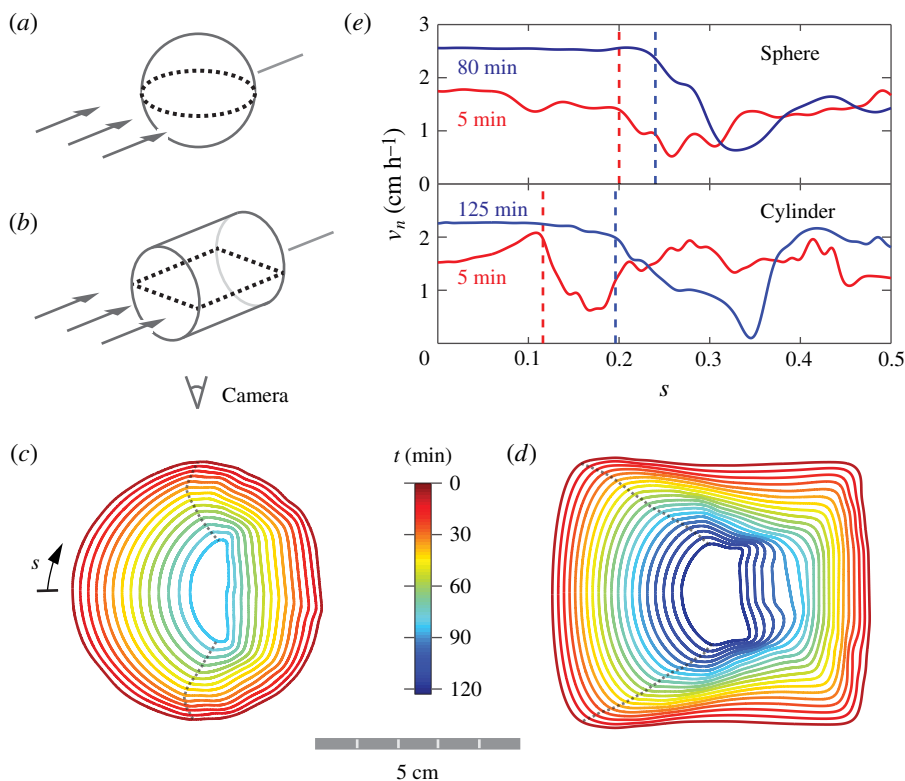 (a)
(b)
Camera
(e)
3
2
1
0
80 min
5 min
Sphere
2
1
125 min
5 min
Cylinder
v_n (cm h⁻¹)
0
0.1
0.2
0.3
0.4
0.5
s
(c)
s
t (min)
0
30
60
90
120
(d)
5 cm